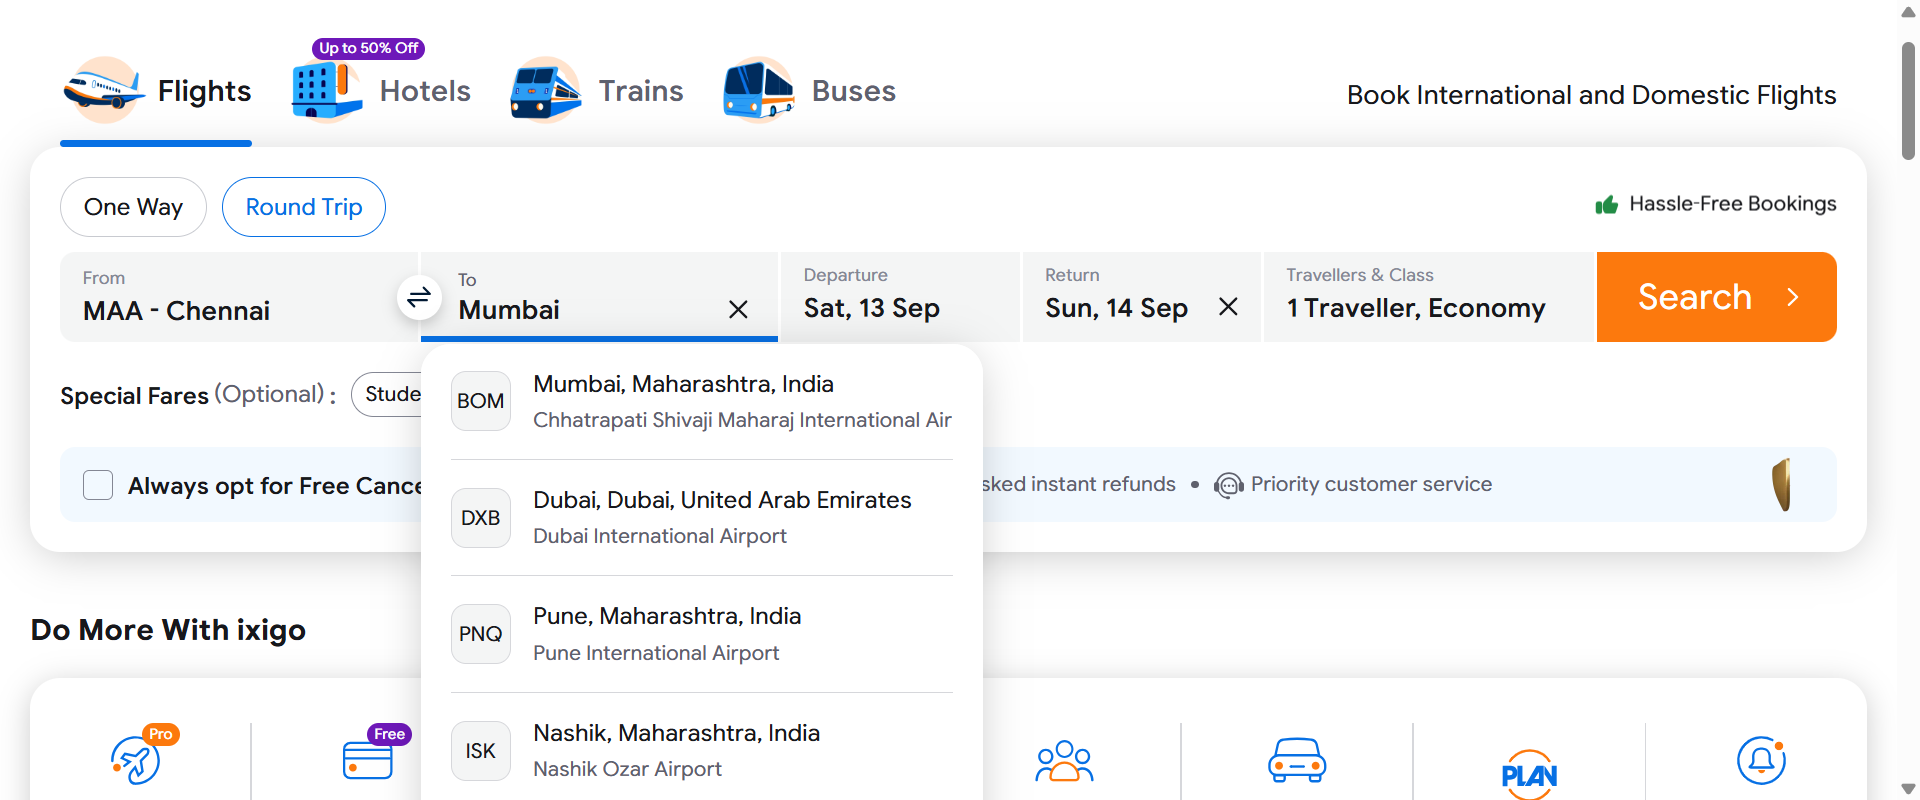 Up to 50% Off
Flights
Hotels
Trains
Buses
Book International and Domestic Flights
One Way
Round Trip
Hassle-Free Bookings
From
MAA - Chennai
To
Mumbai
Departure
Sat, 13 Sep
Return
Sun, 14 Sep
Travellers & Class
1 Traveller, Economy
Search
Special Fares (Optional) :
Stude
BOM
Mumbai, Maharashtra, India
Chhatrapati Shivaji Maharaj International Air
Always opt for Free Cance
sked instant refunds • Priority customer service
DXB
Dubai, Dubai, United Arab Emirates
Dubai International Airport
PNQ
Pune, Maharashtra, India
Pune International Airport
ISK
Nashik, Maharashtra, India
Nashik Ozar Airport
Do More With ixigo
Pro
Free
PLAN